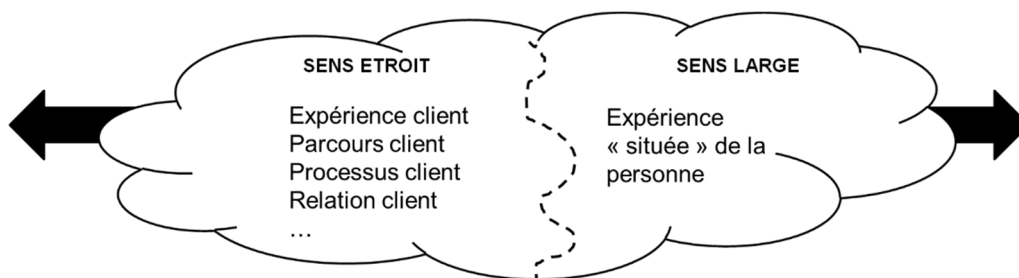 SENS ETROIT
Expérience client
Parcours client
Processus client
Relation client
…
SENS LARGE
Expérience
« située » de la
personne